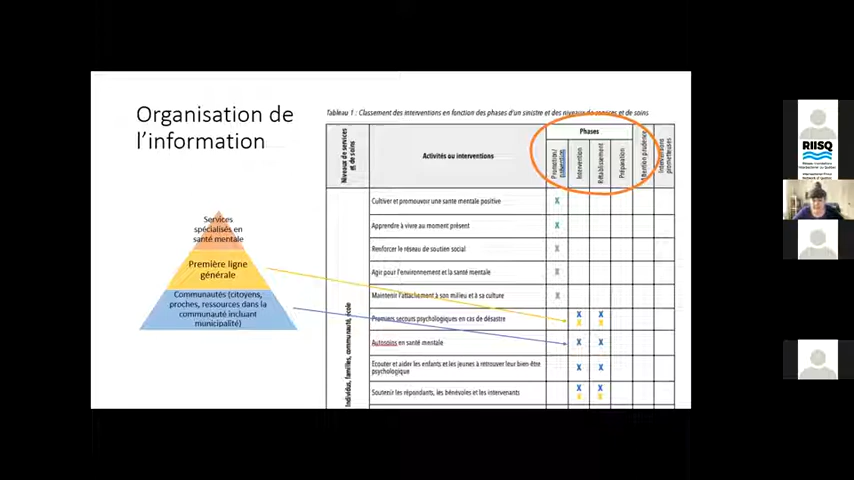 Organisation de
l'information
Services
spécialisés en
santé mentale
Première ligne
générale
Communautés (citoyens,
proches, ressources dans la
communauté incluant
municipalité)
Tableau 1 : Classement des interventions en fonction des phases d'un sinistre et des niveaux de services et de soins
Niveaux de services
et de soins
Activités ou interventions
Phases
Promotion/
prévention
Intervention
Rétablissement
Préparation
Attention prudence
Interventions
prometteuses
Individus, familles, communauté, école
Cultiver et promouvoir une santé mentale positive
X
Apprendre à vivre au moment présent
X
Renforcer le réseau de soutien social
X
Agir pour l'environnement et la santé mentale
X
Maintenir l'attachement à son milieu et à sa culture
X
Premiers secours psychologiques en cas de désastre
X X
X X
Autosoins en santé mentale
X X
Écouter et aider les enfants et les jeunes à retrouver leur bien-être
psychologique
X X
Soutenir les répondants, les bénévoles et les intervenants
X X
X X
RIISQ